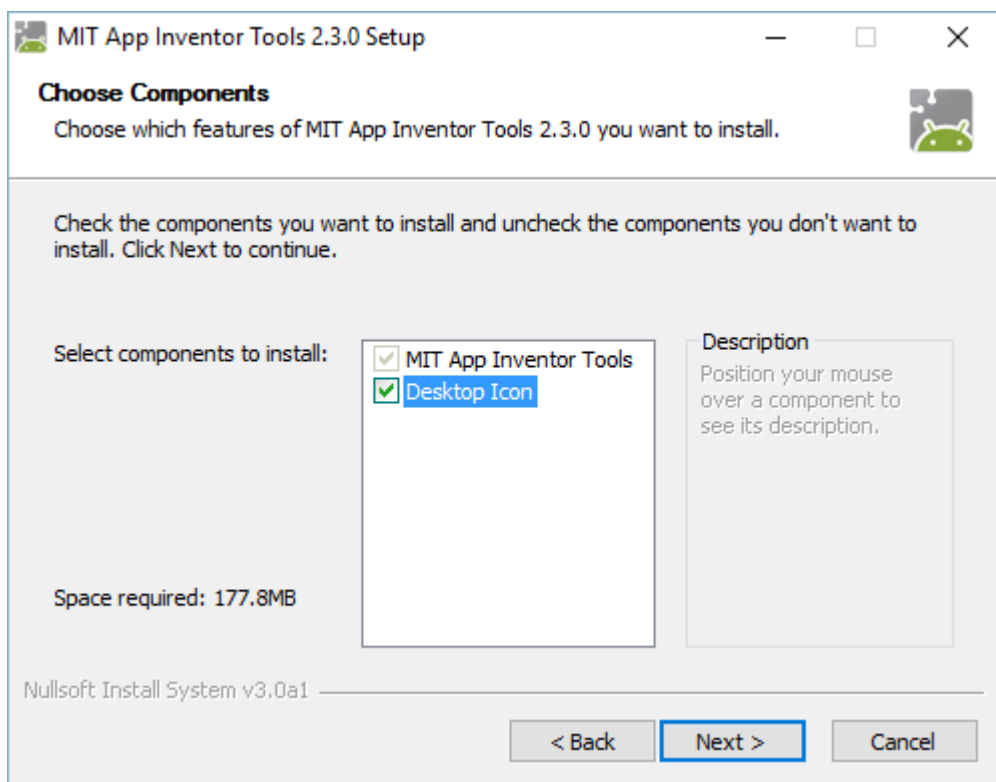 MIT App Inventor Tools 2.3.0 Setup
Choose Components
Choose which features of MIT App Inventor Tools 2.3.0 you want to install.
Check the components you want to install and uncheck the components you don't want to
install. Click Next to continue.
Select components to install:
MIT App Inventor Tools
Desktop Icon
Description
Position your mouse
over a component to
see its description.
Space required: 177.8MB
Nullsoft Install System v3.0a1
< Back
Next >
Cancel